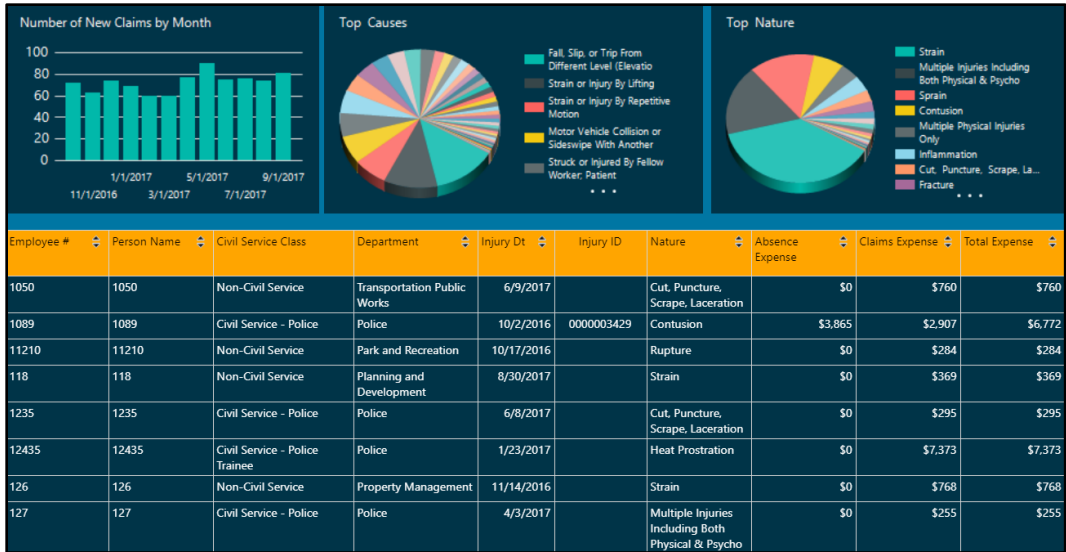 Number of New Claims by Month
100
80
60
40
20
0
1/1/2017 5/1/2017 9/1/2017
11/1/2016 3/1/2017 7/1/2017
Top Causes
Fall, Slip, or Trip From
Different Level (Elevatio
Strain or Injury By Lifting
Strain or Injury By Repetitive
Motion
Motor Vehicle Collision or
Sideswipe With Another
Struck or Injured By Fellow
Worker; Patient
• • •
Top Nature
Strain
Multiple Injuries Including
Both Physical & Psycho
Sprain
Contusion
Multiple Physical Injuries
Only
Inflammation
Cut, Puncture, Scrape, La...
Fracture
• • •
Employee # Person Name Civil Service Class Department Injury Dt Injury ID Nature Absence Claims Expense Total Expense
Expense
1050 1050 Non-Civil Service Transportation Public 6/9/2017 Cut, Puncture, $0 $760 $760
Works Scrape, Laceration
1089 1089 Civil Service - Police Police 10/2/2016 0000003429 Contusion $3,865 $2,907 $6,772
11210 11210 Non-Civil Service Park and Recreation 10/17/2016 Rupture $0 $284 $284
118 118 Non-Civil Service Planning and 8/30/2017 Strain $0 $369 $369
Development
1235 1235 Civil Service - Police Police 6/8/2017 Cut, Puncture, $0 $295 $295
Scrape, Laceration
12435 12435 Civil Service - Police Police 1/23/2017 Heat Prostration $0 $7,373 $7,373
Trainee
126 126 Non-Civil Service Property Management 11/14/2016 Strain $0 $768 $768
127 127 Civil Service - Police Police 4/3/2017 Multiple Injuries $0 $255 $255
Including Both
Physical & Psycho